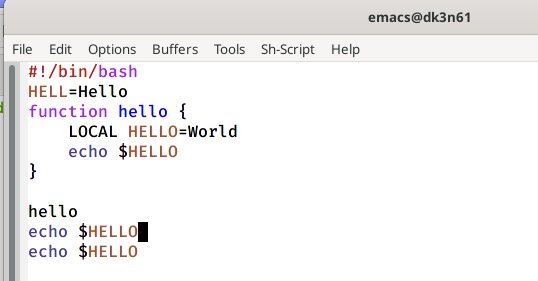 emacs@dk3n61
File Edit Options Buffers Tools Sh-Script Help
#!/bin/bash
HELL=Hello
function hello {
    LOCAL HELLO=World
    echo $HELLO
}
hello
echo $HELLO
echo $HELLO